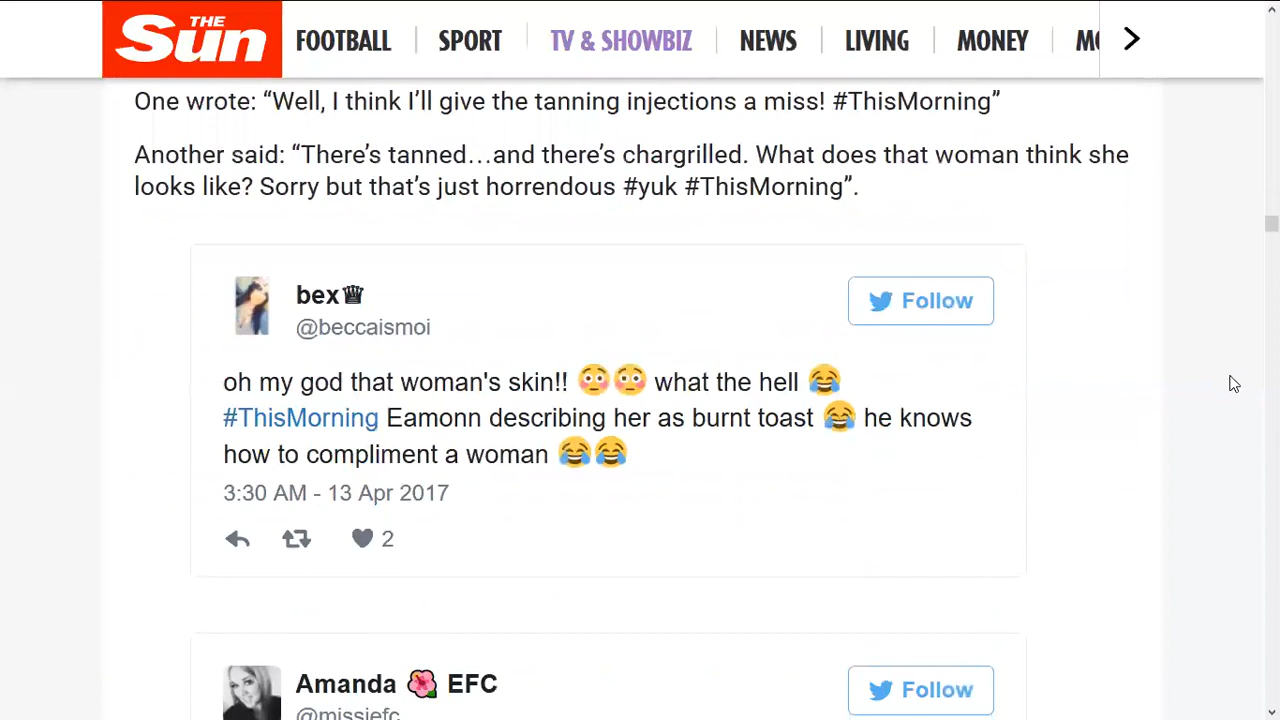 THE
Sun
FOOTBALL
SPORT
TV & SHOWBIZ
NEWS
LIVING
MONEY
One wrote: “Well, I think I’ll give the tanning injections a miss! #ThisMorning”
Another said: “There’s tanned…and there’s chargrilled. What does that woman think she
looks like? Sorry but that’s just horrendous #yuk #ThisMorning”.
bex♛
Follow
@beccaismoi
oh my god that woman's skin!! 😳😳 what the hell 😂
#ThisMorning Eamonn describing her as burnt toast 😂 he knows
how to compliment a woman 😂😂
3:30 AM - 13 Apr 2017
2
Amanda 🌺 EFC
Follow
@missiefc